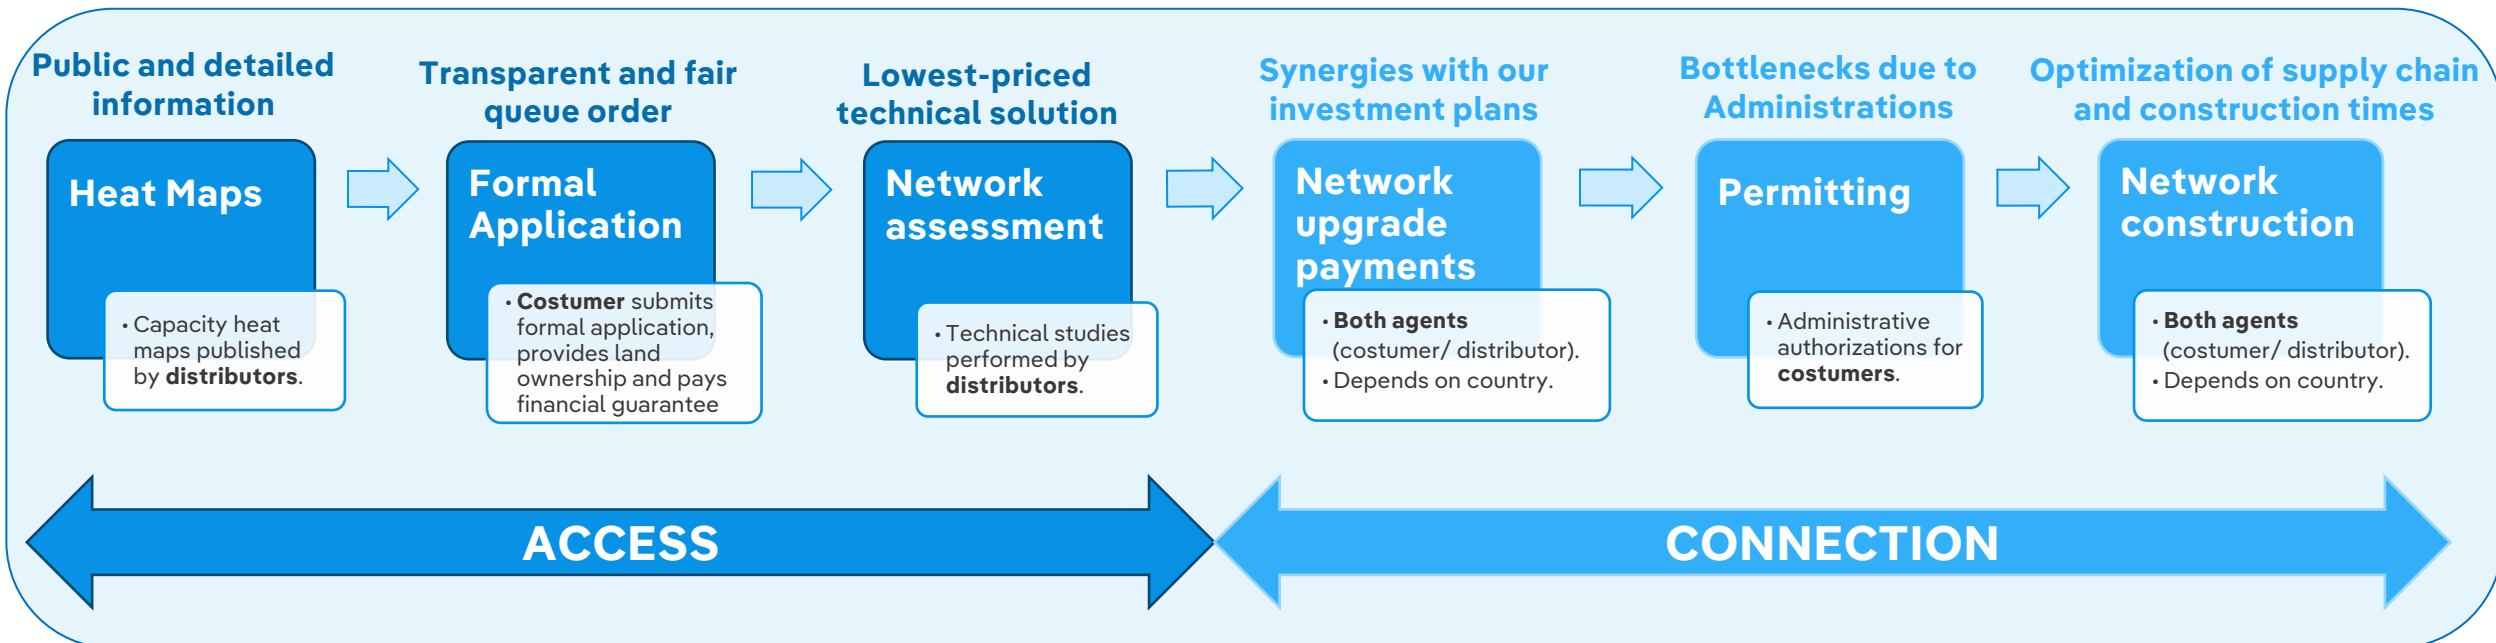 Public and detailed
information
Heat Maps
• Capacity heat
maps published
by distributors.
Transparent and fair
queue order
Formal
Application
• Costumer submits
formal application,
provides land
ownership and pays
financial guarantee
Lowest-priced
technical solution
Network
assessment
• Technical studies
performed by
distributors.
Synergies with our
investment plans
Network
upgrade
payments
• Both agents
(costumer/ distributor).
• Depends on country.
Bottlenecks due to
Administrations
Permitting
• Administrative
authorizations for
costumers.
Optimization of supply chain
and construction times
Network
construction
• Both agents
(costumer/ distributor).
• Depends on country.
ACCESS
CONNECTION